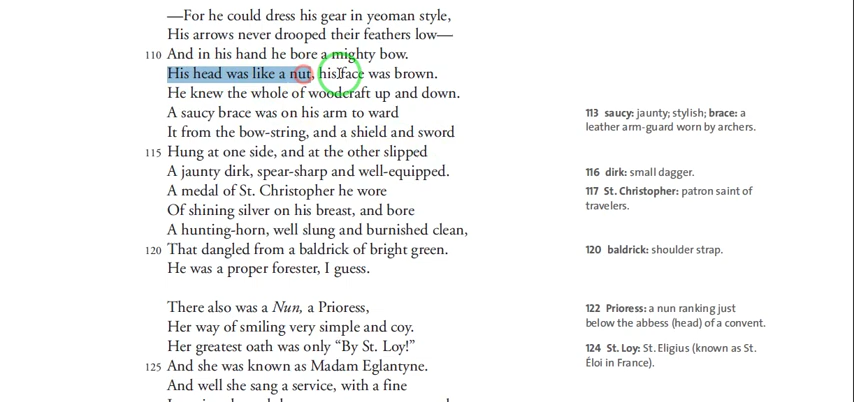 —For he could dress his gear in yeoman style,
His arrows never drooped their feathers low—
110 And in his hand he bore a mighty bow.
His head was like a nut, his face was brown.
He knew the whole of woodcraft up and down.
A saucy brace was on his arm to ward
It from the bow-string, and a shield and sword
115 Hung at one side, and at the other slipped
A jaunty dirk, spear-sharp and well-equipped.
A medal of St. Christopher he wore
Of shining silver on his breast, and bore
A hunting-horn, well slung and burnished clean,
120 That dangled from a baldrick of bright green.
He was a proper forester, I guess.
There also was a Nun, a Prioress,
Her way of smiling very simple and coy.
Her greatest oath was only “By St. Loy!”
125 And she was known as Madam Eglantyne.
And well she sang a service, with a fine
113 saucy: jaunty; stylish; brace: a
leather arm-guard worn by archers.
116 dirk: small dagger.
117 St. Christopher: patron saint of
travelers.
120 baldrick: shoulder strap.
122 Prioress: a nun ranking just
below the abbess (head) of a convent.
124 St. Loy: St. Eligius (known as St.
Éloi in France).